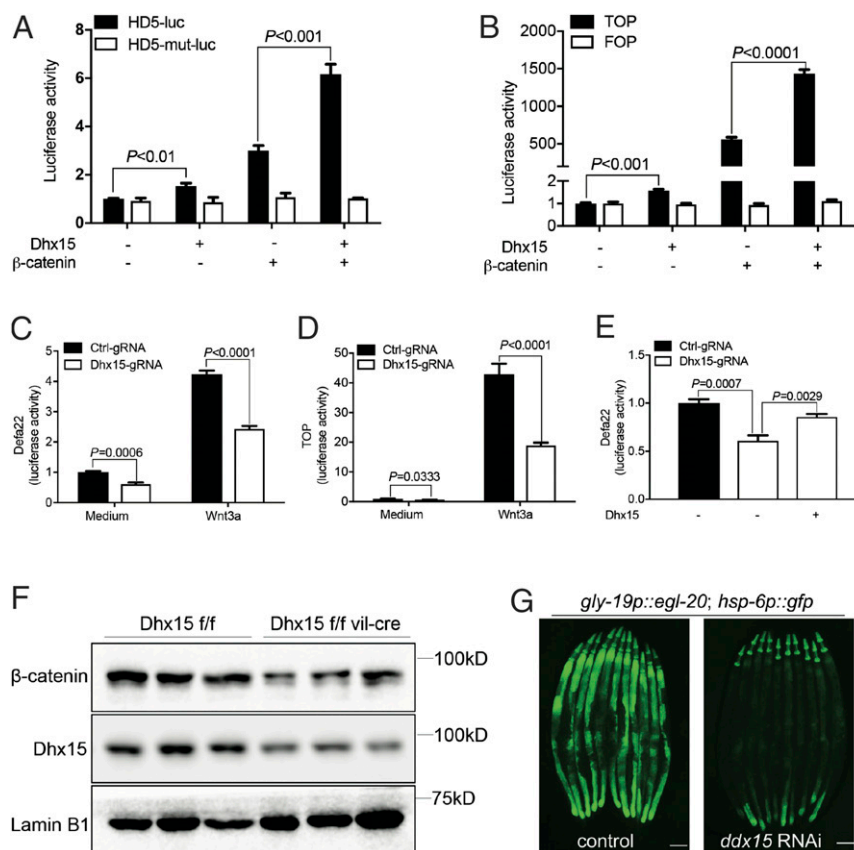 A
HD5-luc
HD5-mut-luc
P<0.001
P<0.01
Luciferase activity
8
6
4
2
0
Dhx15 - + - +
β-catenin - - + +
B
TOP
FOP
P<0.0001
P<0.001
Luciferase activity
2000
1500
1000
500
2
1
0
Dhx15 - + - +
β-catenin - - + +
C
Ctrl-gRNA
Dhx15-gRNA
P<0.0001
P=0.0006
Defa22
(luciferase activity)
5
4
3
2
1
0
Medium Wnt3a
D
Ctrl-gRNA
Dhx15-gRNA
P<0.0001
P=0.0333
TOP
(luciferase activity)
50
40
30
20
10
0
Medium Wnt3a
E
Ctrl-gRNA
Dhx15-gRNA
P=0.0007
P=0.0029
Defa22
(luciferase activity)
1.5
1.0
0.5
0.0
Dhx15 - - +
F
Dhx15 f/f Dhx15 f/f vil-cre
β-catenin
100kD
Dhx15
100kD
75kD
Lamin B1
G
gly-19p::egl-20; hsp-6p::gfp
control
ddx15 RNAi